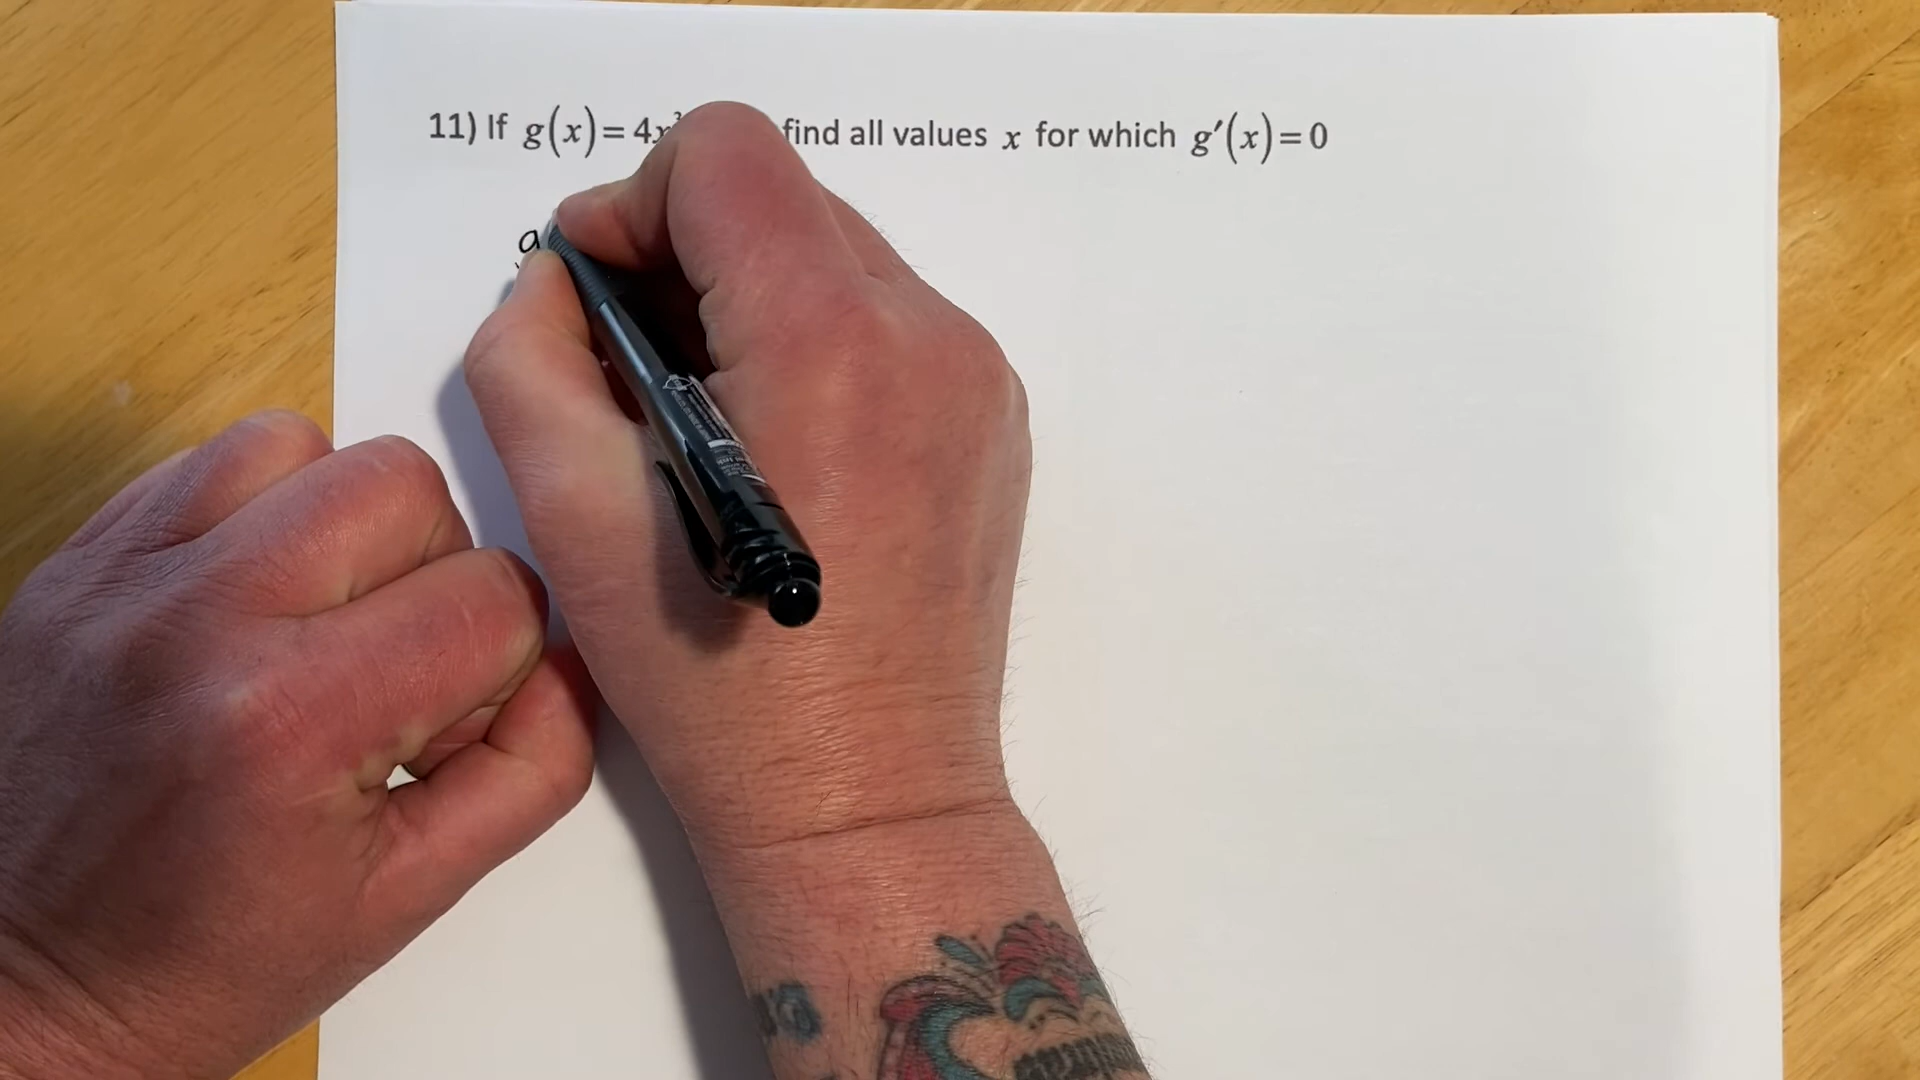 11) If g(x)= 4x find all values x for which g′(x)=0
g